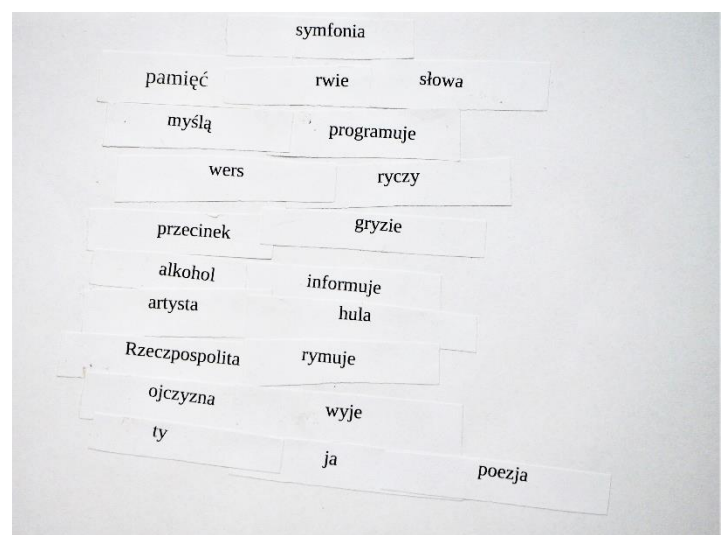 symfonia
pamięć rwie słowa
myślą programuje
wers ryczy
przecinek gryzie
alkohol informuje
artysta hula
Rzeczpospolita rymuje
ojczyzna wyje
ty ja poezja